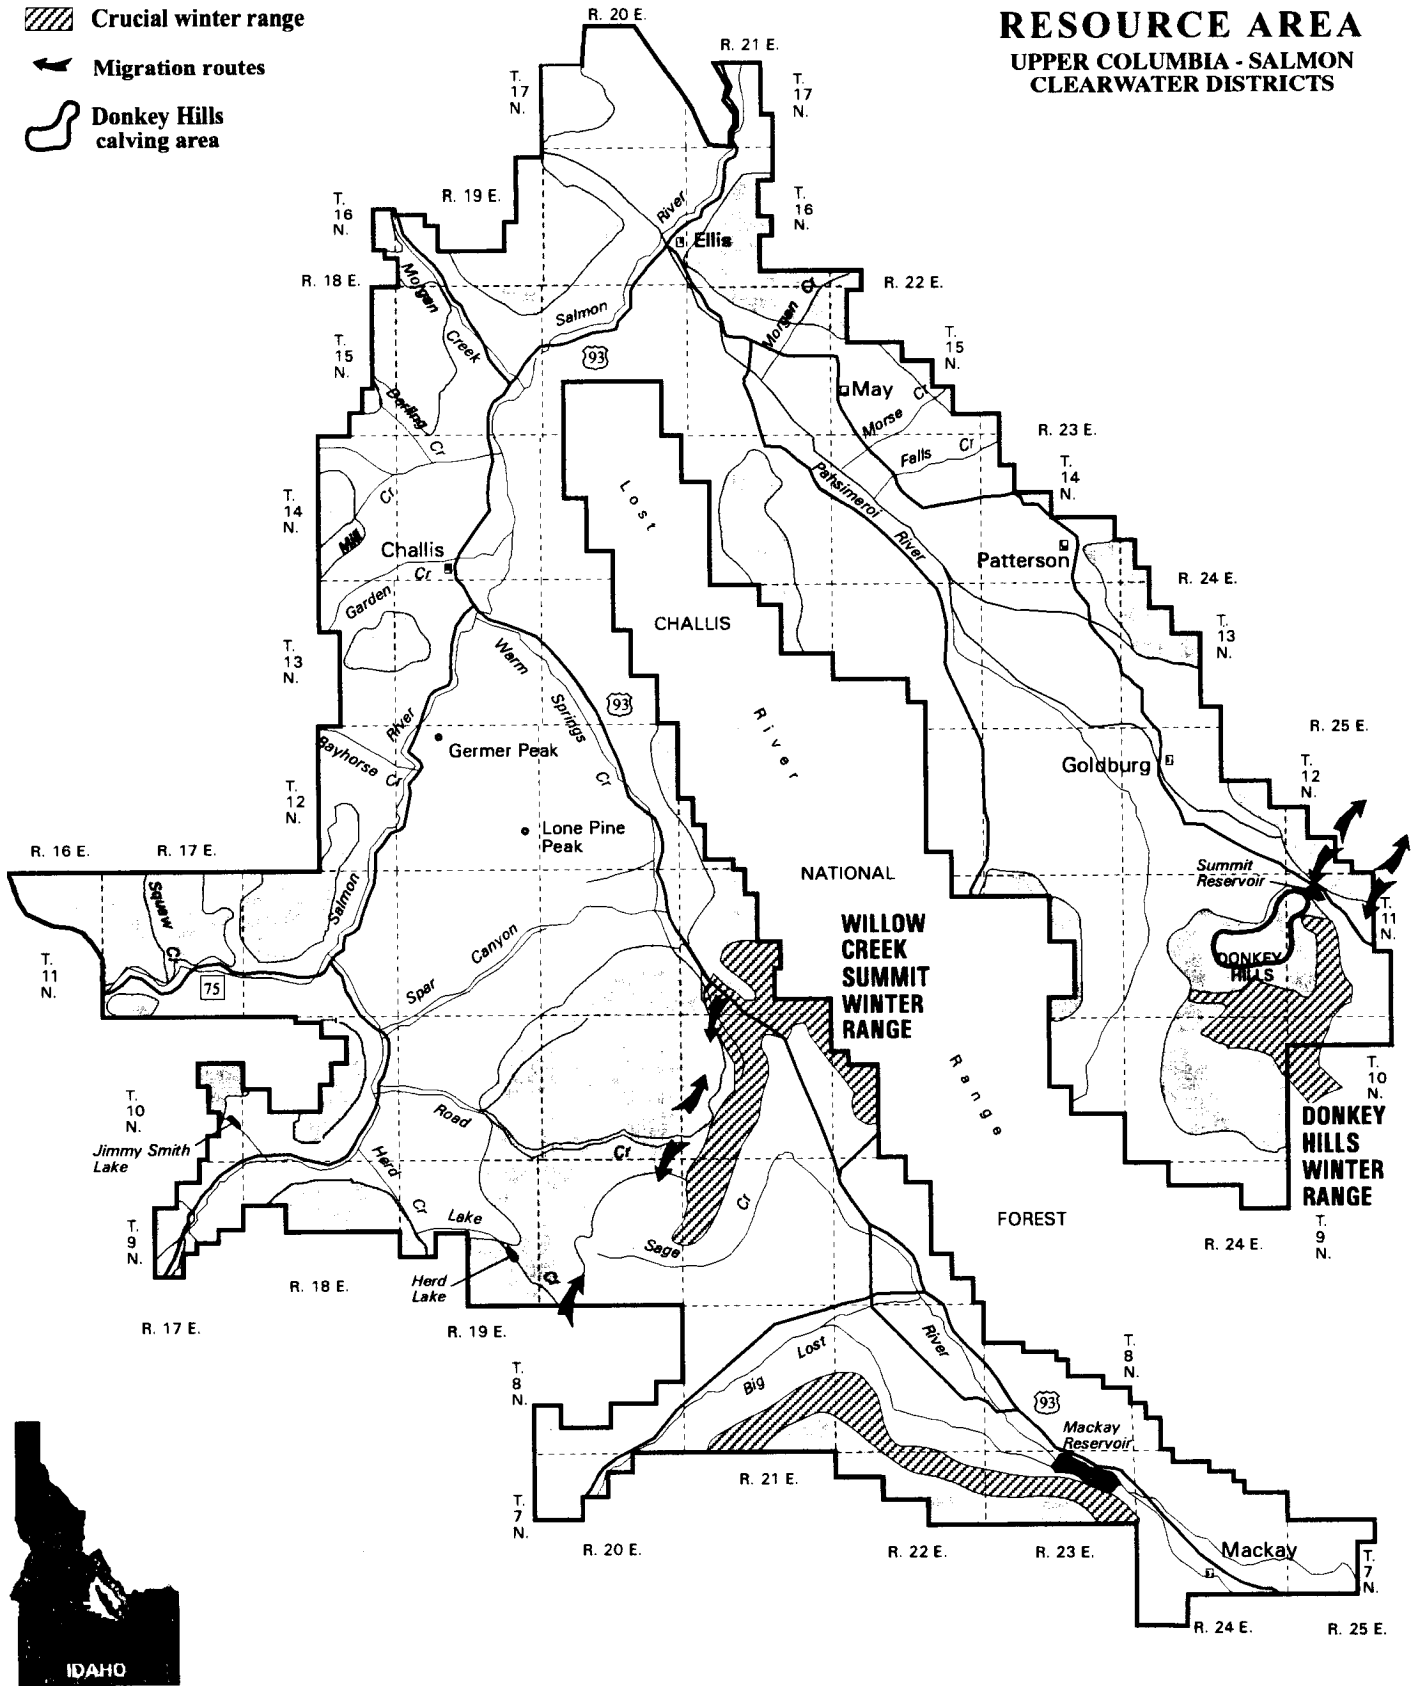 Crucial winter range
Migration routes
Donkey Hills
calving area
RESOURCE AREA
UPPER COLUMBIA - SALMON
CLEARWATER DISTRICTS
R. 20 E.
R. 21 E.
T.
17
N.
T.
17
N.
R. 19 E.
T.
16
N.
T.
16
N.
River
Ellis
R. 18 E.
Morgan
Creek
Salmon
93
Morgan Cr
R. 22 E.
T.
15
N.
T.
15
N.
May
Morse Cr
Falls Cr
R. 23 E.
Cr
T.
14
N.
T.
14
N.
Mill Cr
Challis
Garden Cr
Lost
Pahsimeroi
River
Patterson
R. 24 E.
CHALLIS
T.
13
N.
T.
13
N.
Warm
Springs
Cr
93
River
Bayhorse Cr
Germer Peak
River
R. 25 E.
Goldburg
T.
12
N.
T.
12
N.
Lone Pine
Peak
R. 16 E.
R. 17 E.
NATIONAL
Summit
Reservoir
Squaw
Cr
Salmon
Spar Canyon
WILLOW
CREEK
SUMMIT
WINTER
RANGE
T.
11
N.
T.
11
N.
75
DONKEY
HILLS
Range
T.
10
N.
T.
10
N.
Jimmy Smith
Lake
Road
Cr
Herd
Cr
DONKEY
HILLS
WINTER
RANGE
T.
9
N.
T.
9
N.
Lake
Cr
Sage
Cr
FOREST
R. 24 E.
R. 18 E.
Herd
Lake
R. 17 E.
R. 19 E.
T.
8
N.
T.
8
N.
Big
Lost
River
93
Mackay
Reservoir
R. 21 E.
T.
7
N.
R. 20 E.
R. 22 E.
R. 23 E.
Mackay
T.
7
N.
R. 24 E.
R. 25 E.
IDAHO